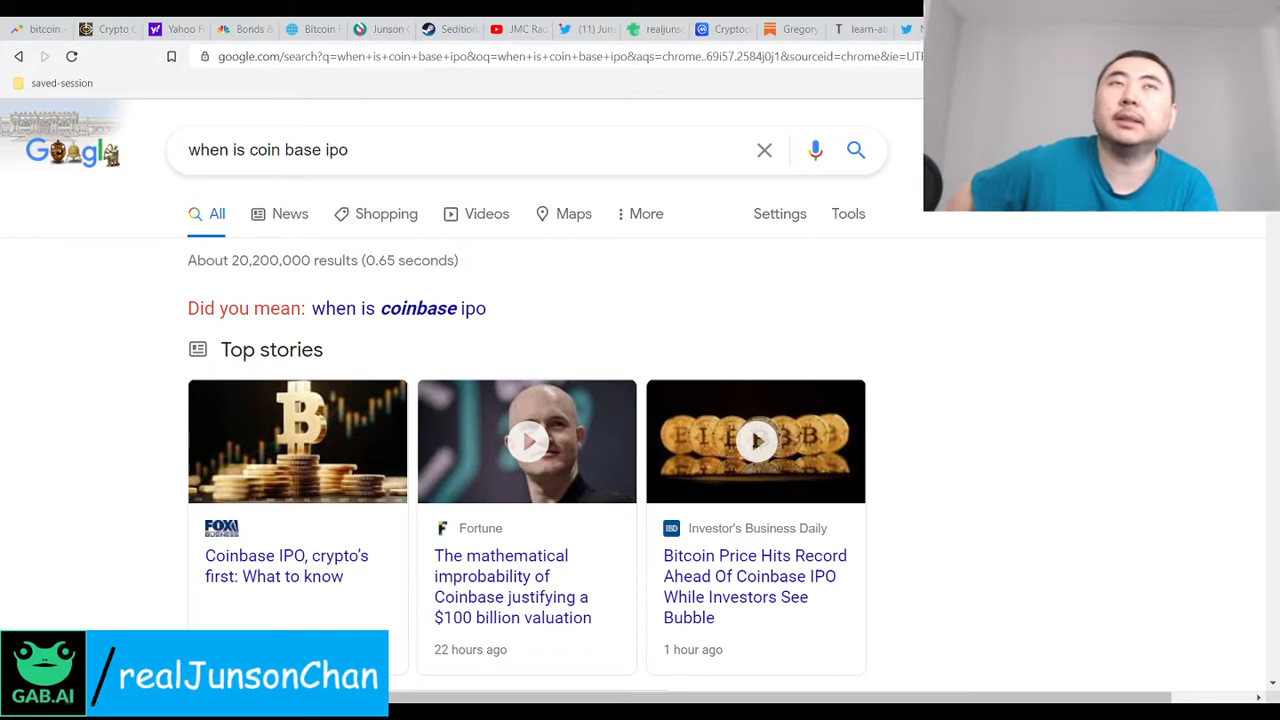 bitcoin
Crypto C
Yahoo F
Bonds &
Bitcoin
Junson C
Sedition
JMC Rao
(1) Jun
realjuns
Cryptoc
Gregory
learn-ab
google.com/search?q=when+is+coin+base+ipo&oq=when+is+coin+base+ipo&aqs=chrome..69i57.2584j0j1&sourceid=chrome&ie=UTF
saved-session
Google
when is coin base ipo
All News Shopping Videos Maps More Settings Tools
About 20,200,000 results (0.65 seconds)
Did you mean: when is coinbase ipo
Top stories
FOX BUSINESS
Coinbase IPO, crypto's
first: What to know
Fortune
The mathematical
improbability of
Coinbase justifying a
$100 billion valuation
22 hours ago
IBD Investor's Business Daily
Bitcoin Price Hits Record
Ahead Of Coinbase IPO
While Investors See
Bubble
1 hour ago
GAB.AI
/realJunsonChan